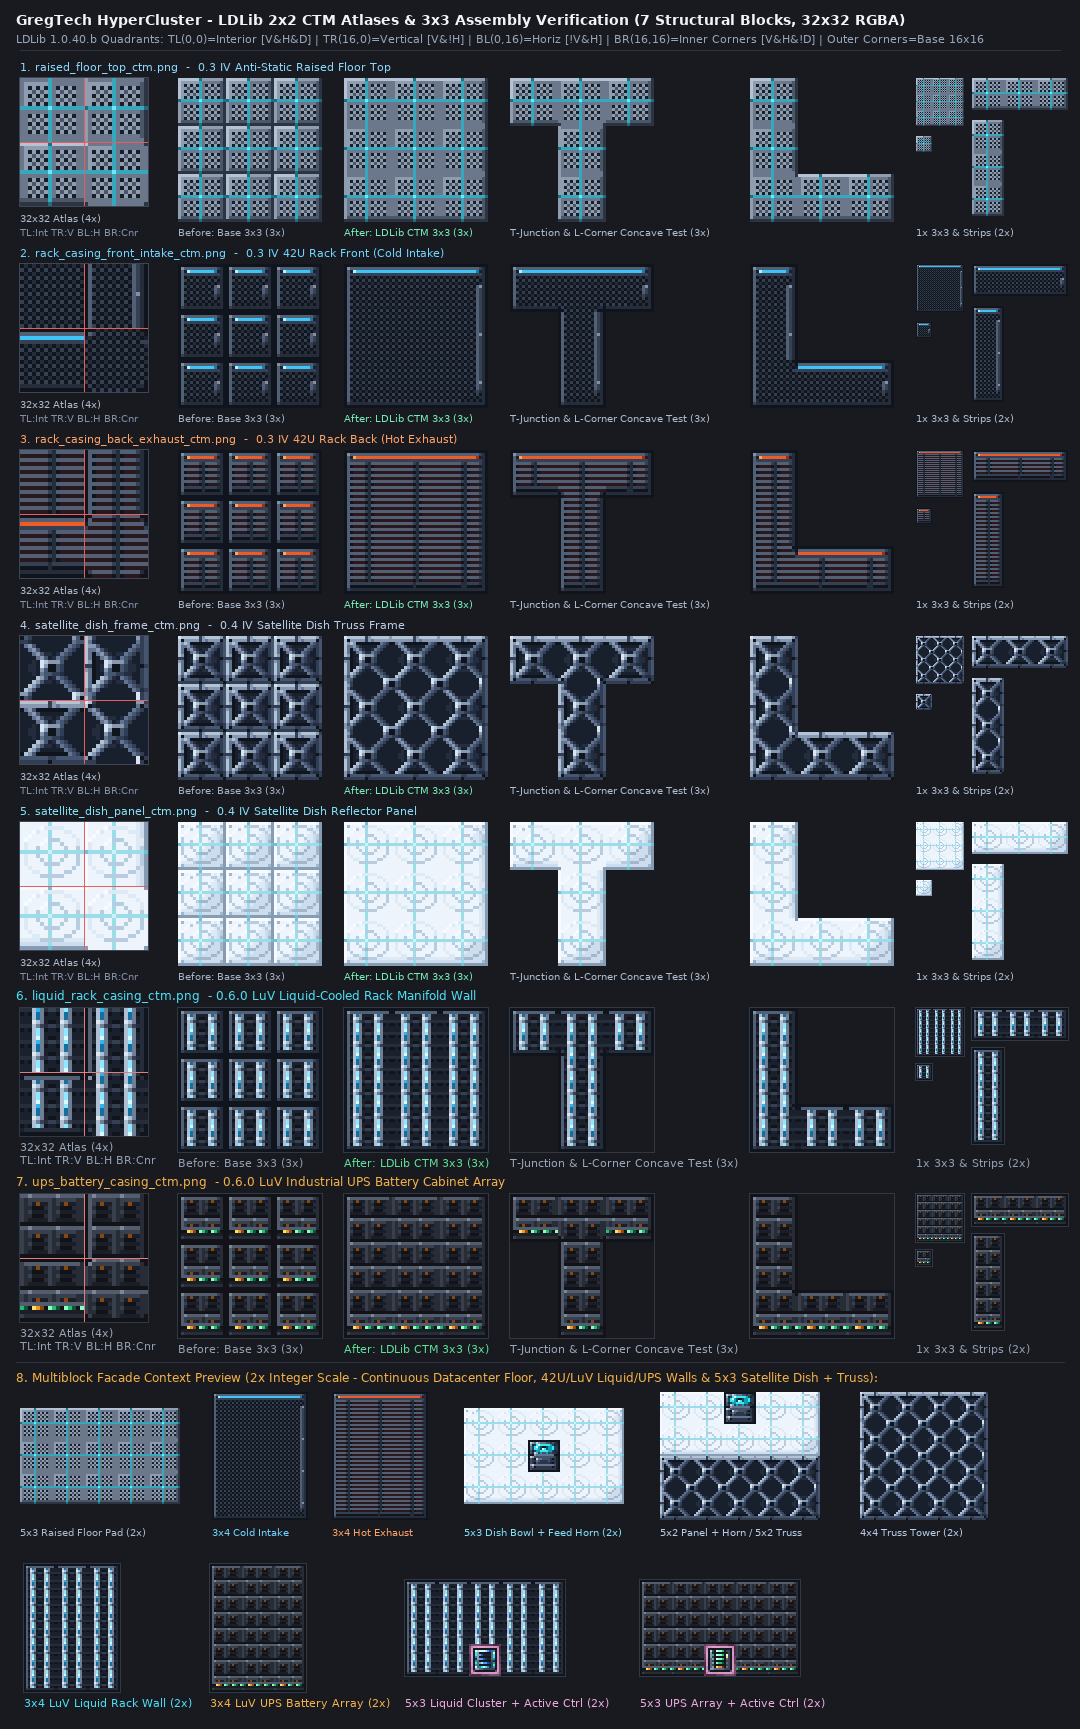 GregTech HyperCluster - LDLib 2x2 CTM Atlases & 3x3 Assembly Verification (7 Structural Blocks, 32x32 RGBA)
LDLib 1.0.40.b Quadrants: TL(0,0)=Interior [V&H&D] | TR(16,0)=Vertical [V&!H] | BL(0,16)=Horiz [!V&H] | BR(16,16)=Inner Corners [V&H&!D] | Outer Corners=Base 16x16
1. raised_floor_top_ctm.png - 0.3 IV Anti-Static Raised Floor Top
32x32 Atlas (4x)
TL:Int TR:V BL:H BR:Cnr
Before: Base 3x3 (3x)
After: LDLib CTM 3x3 (3x)
T-Junction & L-Corner Concave Test (3x)
1x 3x3 & Strips (2x)
2. rack_casing_front_intake_ctm.png - 0.3 IV 42U Rack Front (Cold Intake)
32x32 Atlas (4x)
TL:Int TR:V BL:H BR:Cnr
Before: Base 3x3 (3x)
After: LDLib CTM 3x3 (3x)
T-Junction & L-Corner Concave Test (3x)
1x 3x3 & Strips (2x)
3. rack_casing_back_exhaust_ctm.png - 0.3 IV 42U Rack Back (Hot Exhaust)
32x32 Atlas (4x)
TL:Int TR:V BL:H BR:Cnr
Before: Base 3x3 (3x)
After: LDLib CTM 3x3 (3x)
T-Junction & L-Corner Concave Test (3x)
1x 3x3 & Strips (2x)
4. satellite_dish_frame_ctm.png - 0.4 IV Satellite Dish Truss Frame
32x32 Atlas (4x)
TL:Int TR:V BL:H BR:Cnr
Before: Base 3x3 (3x)
After: LDLib CTM 3x3 (3x)
T-Junction & L-Corner Concave Test (3x)
1x 3x3 & Strips (2x)
5. satellite_dish_panel_ctm.png - 0.4 IV Satellite Dish Reflector Panel
32x32 Atlas (4x)
TL:Int TR:V BL:H BR:Cnr
Before: Base 3x3 (3x)
After: LDLib CTM 3x3 (3x)
T-Junction & L-Corner Concave Test (3x)
1x 3x3 & Strips (2x)
6. liquid_rack_casing_ctm.png - 0.6.0 LuV Liquid-Cooled Rack Manifold Wall
32x32 Atlas (4x)
TL:Int TR:V BL:H BR:Cnr
Before: Base 3x3 (3x)
After: LDLib CTM 3x3 (3x)
T-Junction & L-Corner Concave Test (3x)
1x 3x3 & Strips (2x)
7. ups_battery_casing_ctm.png - 0.6.0 LuV Industrial UPS Battery Cabinet Array
32x32 Atlas (4x)
TL:Int TR:V BL:H BR:Cnr
Before: Base 3x3 (3x)
After: LDLib CTM 3x3 (3x)
T-Junction & L-Corner Concave Test (3x)
1x 3x3 & Strips (2x)
8. Multiblock Facade Context Preview (2x Integer Scale - Continuous Datacenter Floor, 42U/LuV Liquid/UPS Walls & 5x3 Satellite Dish + Truss):
5x3 Raised Floor Pad (2x)
3x4 Cold Intake
3x4 Hot Exhaust
5x3 Dish Bowl + Feed Horn (2x)
5x2 Panel + Horn / 5x2 Truss
4x4 Truss Tower (2x)
3x4 LuV Liquid Rack Wall (2x)
3x4 LuV UPS Battery Array (2x)
5x3 Liquid Cluster + Active Ctrl (2x)
5x3 UPS Array + Active Ctrl (2x)